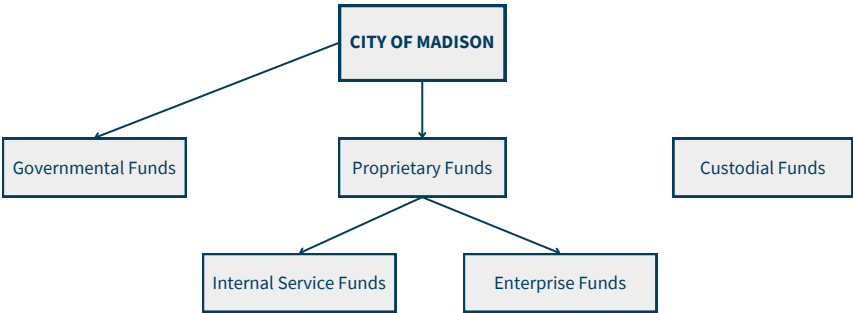 CITY OF MADISON
Governmental Funds
Proprietary Funds
Custodial Funds
Internal Service Funds
Enterprise Funds